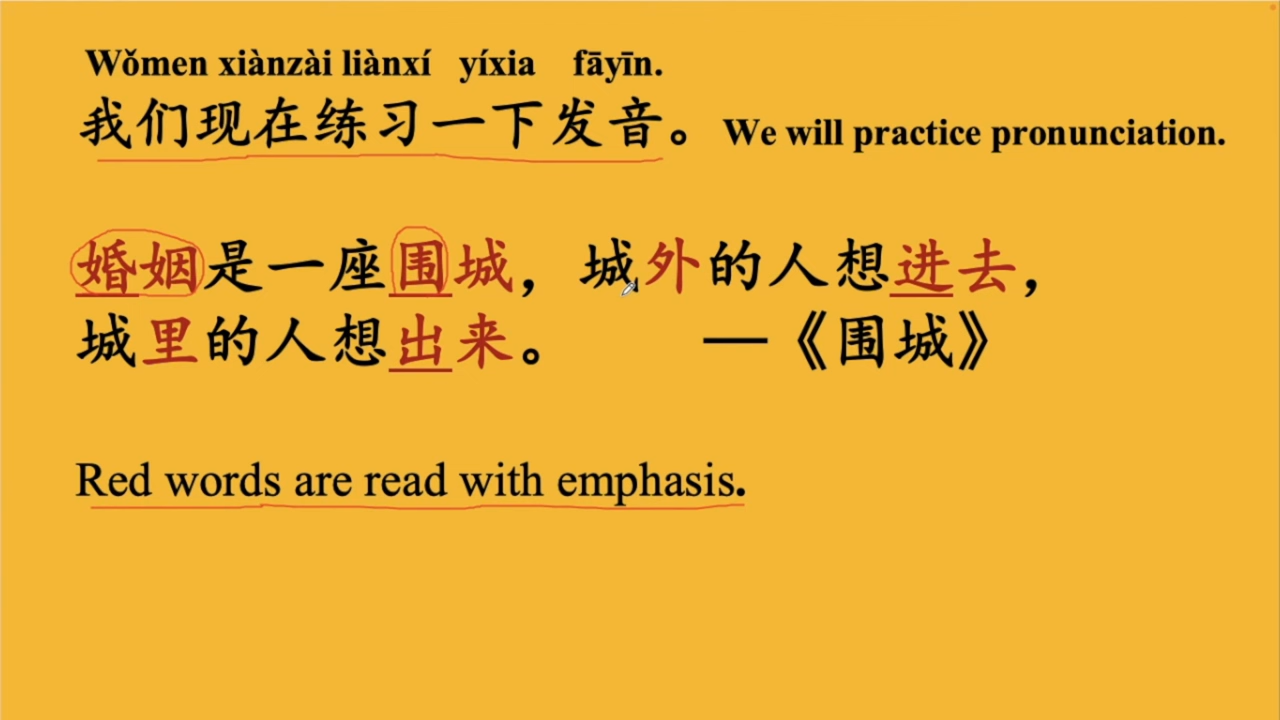 Wǒmen xiànzài liànxí yíxia fāyīn.
我们现在练习一下发音。We will practice pronunciation.
婚姻是一座围城，城外的人想进去，
城里的人想出来。 —《围城》
Red words are read with emphasis.